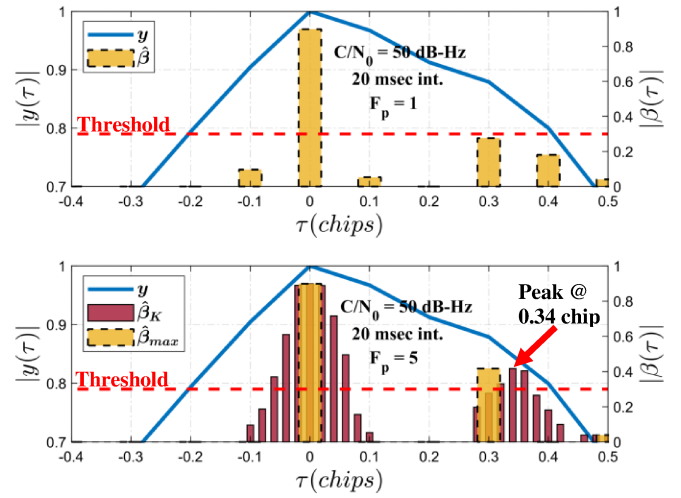 1
0.9
0.8
0.7
|y(τ)|
y
β̂
Threshold
C/N₀ = 50 dB-Hz
20 msec int.
Fₚ = 1
1
0.8
0.6
0.4
0.2
0
|β(τ)|
-0.4 -0.3 -0.2 -0.1 0 0.1 0.2 0.3 0.4 0.5
τ(chips)
1
0.9
0.8
0.7
|y(τ)|
y
β̂_K
β̂_max
Threshold
C/N₀ = 50 dB-Hz
20 msec int.
Fₚ = 5
Peak @
0.34 chip
1
0.8
0.6
0.4
0.2
0
|β(τ)|
-0.4 -0.3 -0.2 -0.1 0 0.1 0.2 0.3 0.4 0.5
τ(chips)